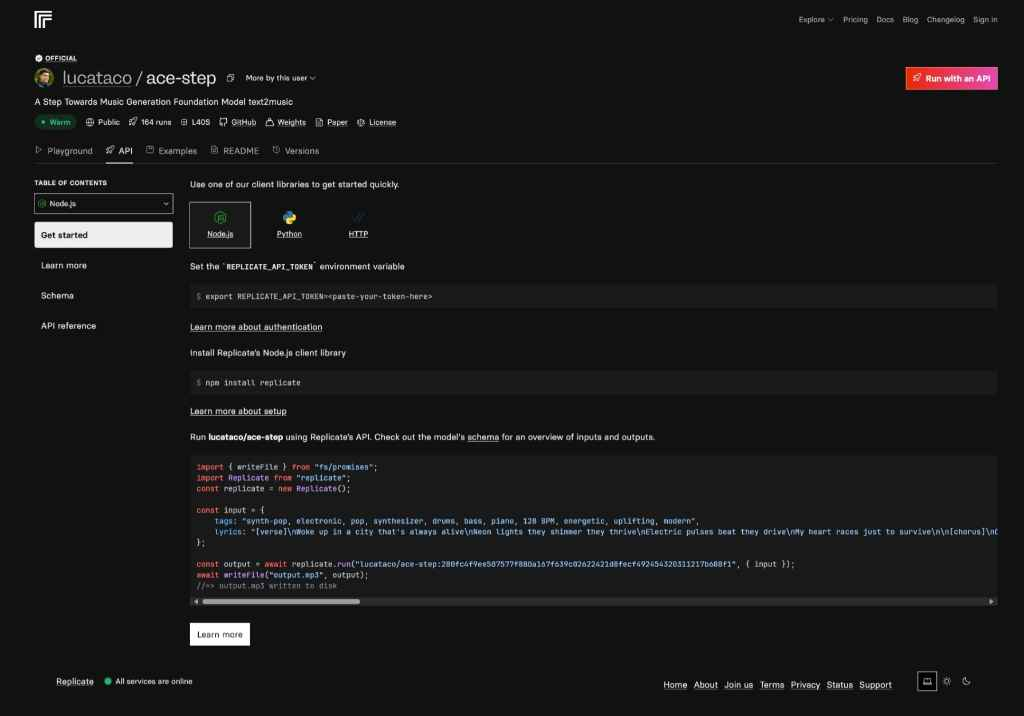 Explore Pricing Docs Blog Changelog Sign in
OFFICIAL
lucataco / ace-step More by this user
Run with an API
A Step Towards Music Generation Foundation Model text2music
Warm Public 164 runs L40S GitHub Weights Paper License
Playground API Examples README Versions
TABLE OF CONTENTS
Node.js
Get started
Learn more
Schema
API reference
Use one of our client libraries to get started quickly.
Node.js Python HTTP
Set the `REPLICATE_API_TOKEN` environment variable
$ export REPLICATE_API_TOKEN=<paste-your-token-here>
Learn more about authentication
Install Replicate's Node.js client library
$ npm install replicate
Learn more about setup
Run lucataco/ace-step using Replicate's API. Check out the model's schema for an overview of inputs and outputs.
import { writeFile } from "fs/promises";
import Replicate from "replicate";
const replicate = new Replicate();
const input = {
tags: "synth-pop, electronic, pop, synthesizer, drums, bass, piano, 128 BPM, energetic, uplifting, modern",
lyrics: "[verse]\nWoke up in a city that's always alive\nNeon lights they shimmer they thrive\nElectric pulses beat they drive\nMy heart races just to survive\n\n[chorus]\n
};
const output = await replicate.run("lucataco/ace-step:280fc4f9ee507577f880a167f639c02622421d8fecf492454320311217b688f1", { input });
await writeFile("output.mp3", output);
//=> output.mp3 written to disk
Learn more
Replicate All services are online
Home About Join us Terms Privacy Status Support